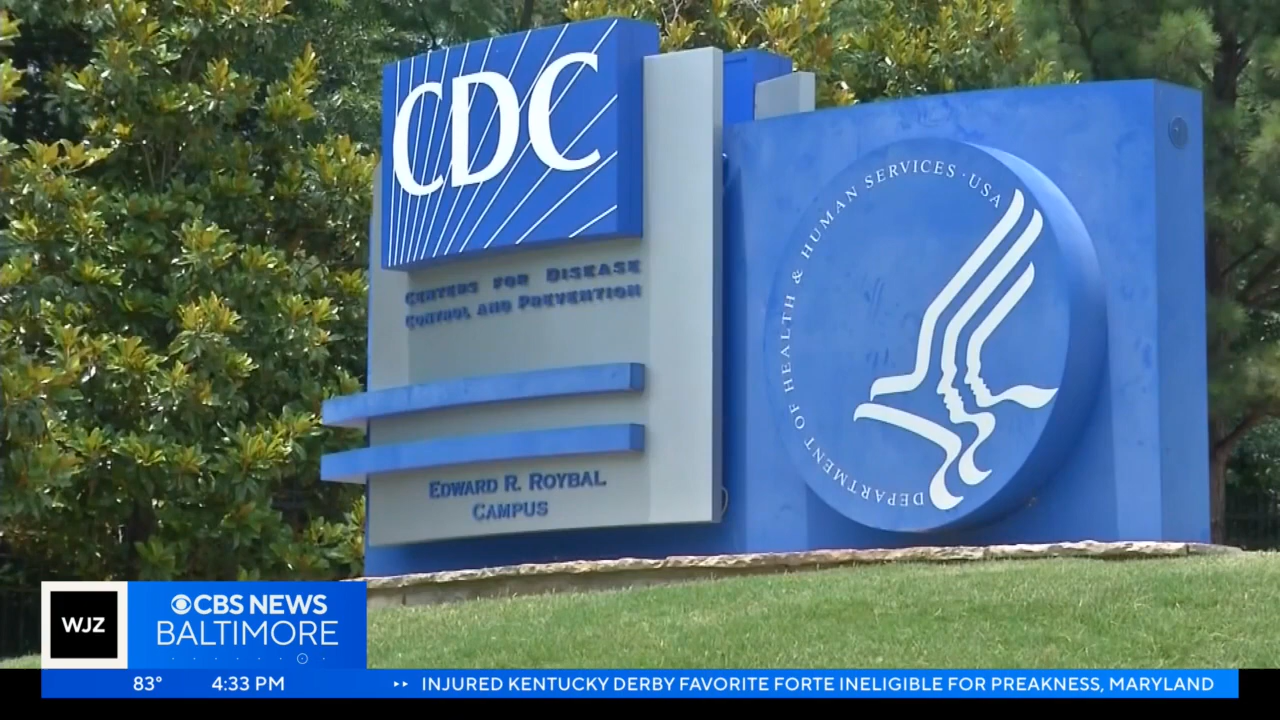 CDC
CENTERS FOR DISEASE
CONTROL AND PREVENTION
EDWARD R. ROYBAL
CAMPUS
DEPARTMENT OF HEALTH & HUMAN SERVICES · USA
WJZ
CBS NEWS
BALTIMORE
83° 4:33 PM INJURED KENTUCKY DERBY FAVORITE FORTE INELIGIBLE FOR PREAKNESS, MARYLAND